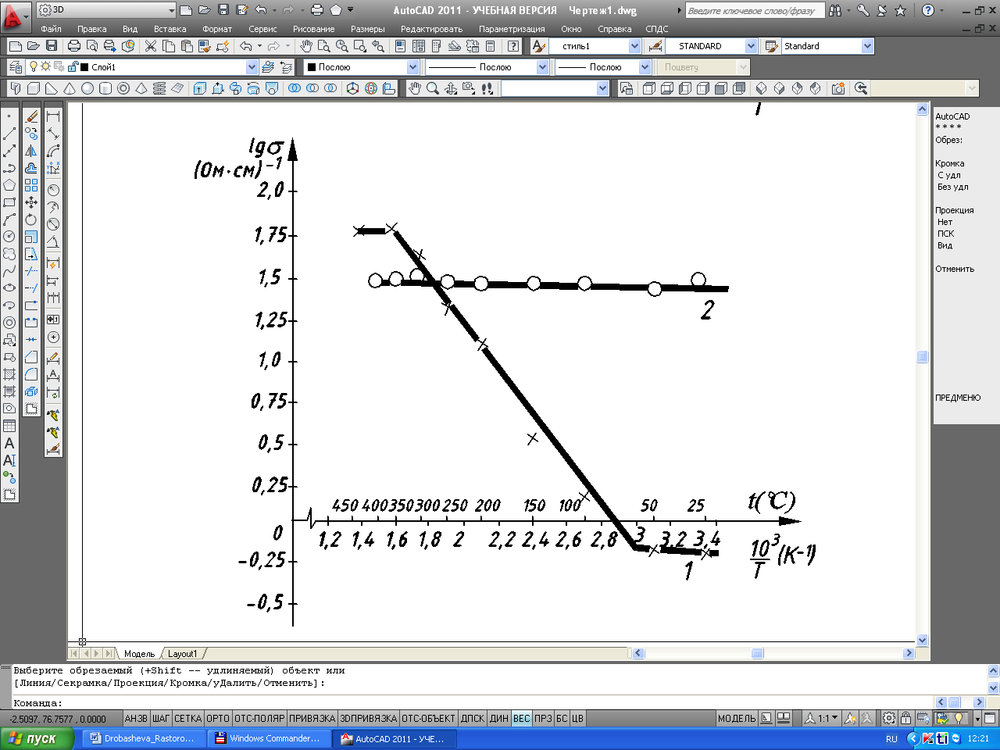 3D
AutoCAD 2011 - УЧЕБНАЯ ВЕРСИЯ Чертеж1.dwg
Введите ключевое слово/фразу
Файл Правка Вид Вставка Формат Сервис Рисование Размеры Редактировать Параметризация Окно Справка СПДС
стиль1 STANDARD Standard
Слой1 Послою Послою Послою Поцвету
AutoCAD
* * * *
Обрез:
Кромка
С удл
Без удл
Проекция
Нет
ПСК
Вид
Отменить
ПРЕДМЕНЮ
lgσ
(Ом·см)⁻¹
2,0
1,75
1,5
2
1,25
1,0
0,75
0,5
0,25
450 400 350 300 250 200 150 100 50 25 t(°C)
0 1,2 1,4 1,6 1,8 2 2,2 2,4 2,6 2,8 3 3,2 3,4
10³/T (К-1)
-0,25
1
-0,5
Модель Layout1
Выберите обрезаемый (+Shift -- удлиняемый) объект или
[Линия/Секрамка/Проекция/Кромка/уДалить/Отменить]:
Команда:
-2.5097, 76.7577 , 0.0000 АНЗВ ШАГ СЕТКА ОРТО ОТС-ПОЛЯР ПРИВЯЗКА 3DПРИВЯЗКА ОТС-ОБЪЕКТ ДПСК ДИН ВЕС ПРЗ БС ЦВ МОДЕЛЬ 1:1
пуск Drobasheva_Rastoro... Windows Commander... AutoCAD 2011 - УЧЕ... RU 12:21